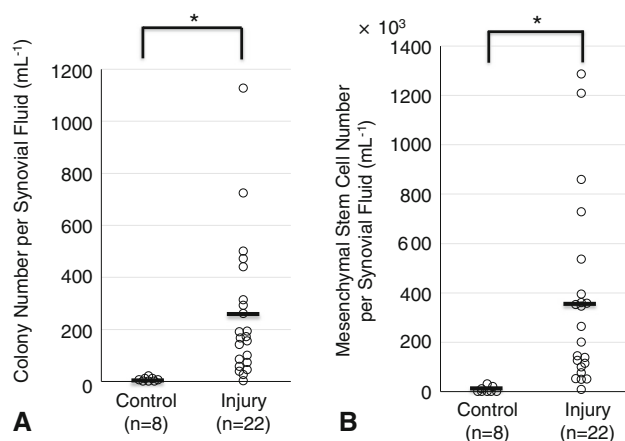 *
Colony Number per Synovial Fluid (mL-1)
1200
1000
800
600
400
200
0
Control
(n=8)
Injury
(n=22)
A
× 10³
*
Mesenchymal Stem Cell Number
per Synovial Fluid (mL-1)
1400
1200
1000
800
6 00
400
200
0
Control
(n=8)
Injury
(n=22)
B